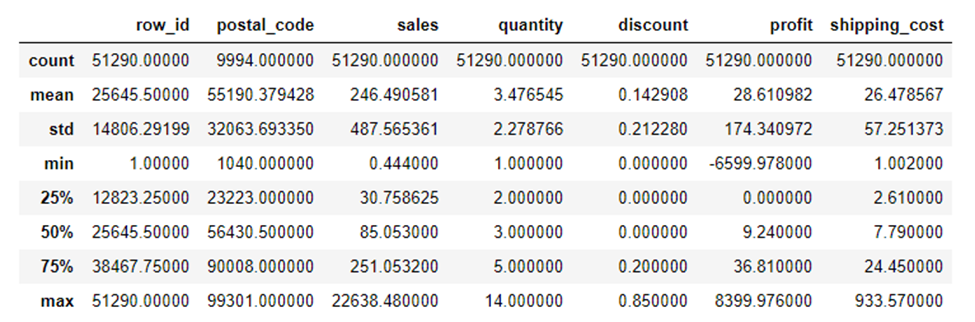 row_id postal_code sales quantity discount profit shipping_cost
count 51290.00000 9994.000000 51290.000000 51290.000000 51290.000000 51290.000000 51290.000000
mean 25645.50000 55190.379428 246.490581 3.476545 0.142908 28.610982 26.478567
std 14806.29199 32063.693350 487.565361 2.278766 0.212280 174.340972 57.251373
min 1.00000 1040.000000 0.444000 1.000000 0.000000 -6599.978000 1.002000
25% 12823.25000 23223.000000 30.758625 2.000000 0.000000 0.000000 2.610000
50% 25645.50000 56430.500000 85.053000 3.000000 0.000000 9.240000 7.790000
75% 38467.75000 90008.000000 251.053200 5.000000 0.200000 36.810000 24.450000
max 51290.00000 99301.000000 22638.480000 14.000000 0.850000 8399.976000 933.570000